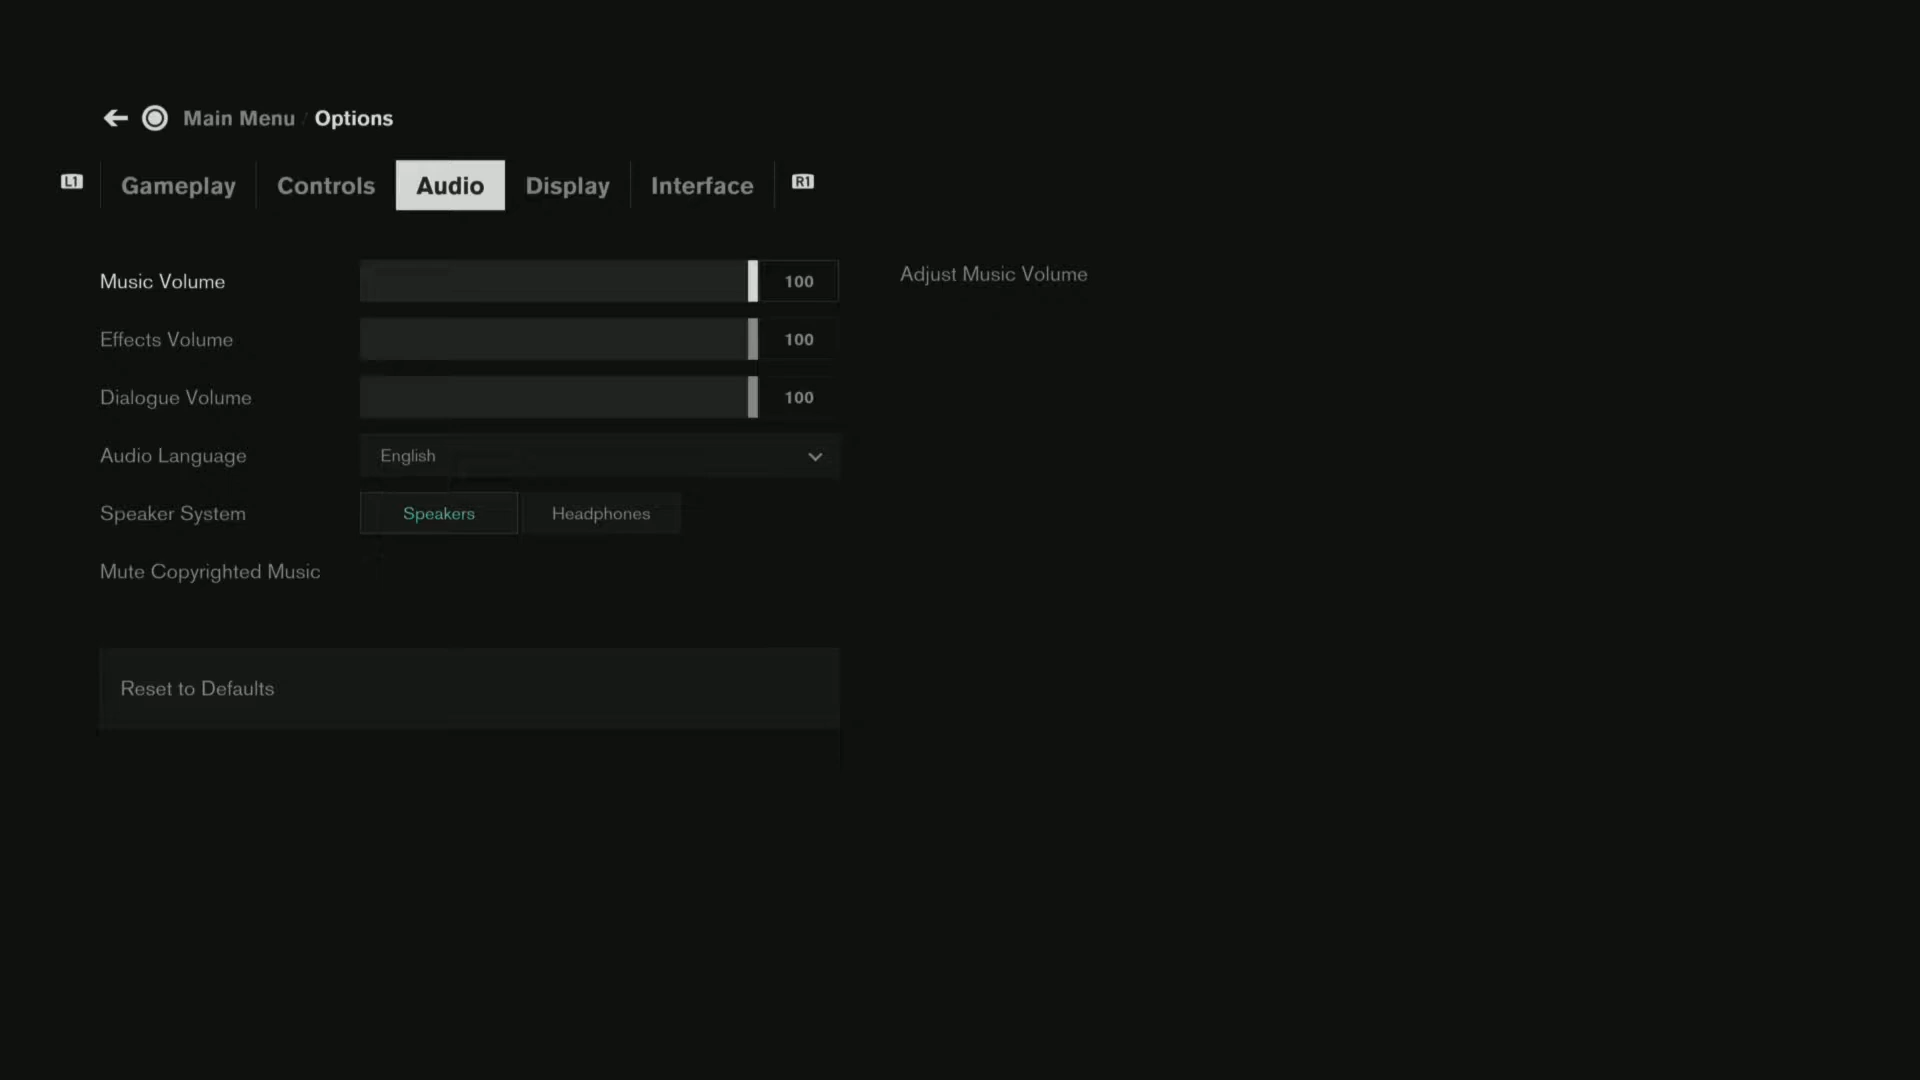 Main Menu / Options
L1 Gameplay Controls Audio Display Interface R1
Music Volume 100 Adjust Music Volume
Effects Volume 100
Dialogue Volume 100
Audio Language English
Speaker System Speakers Headphones
Mute Copyrighted Music
Reset to Defaults